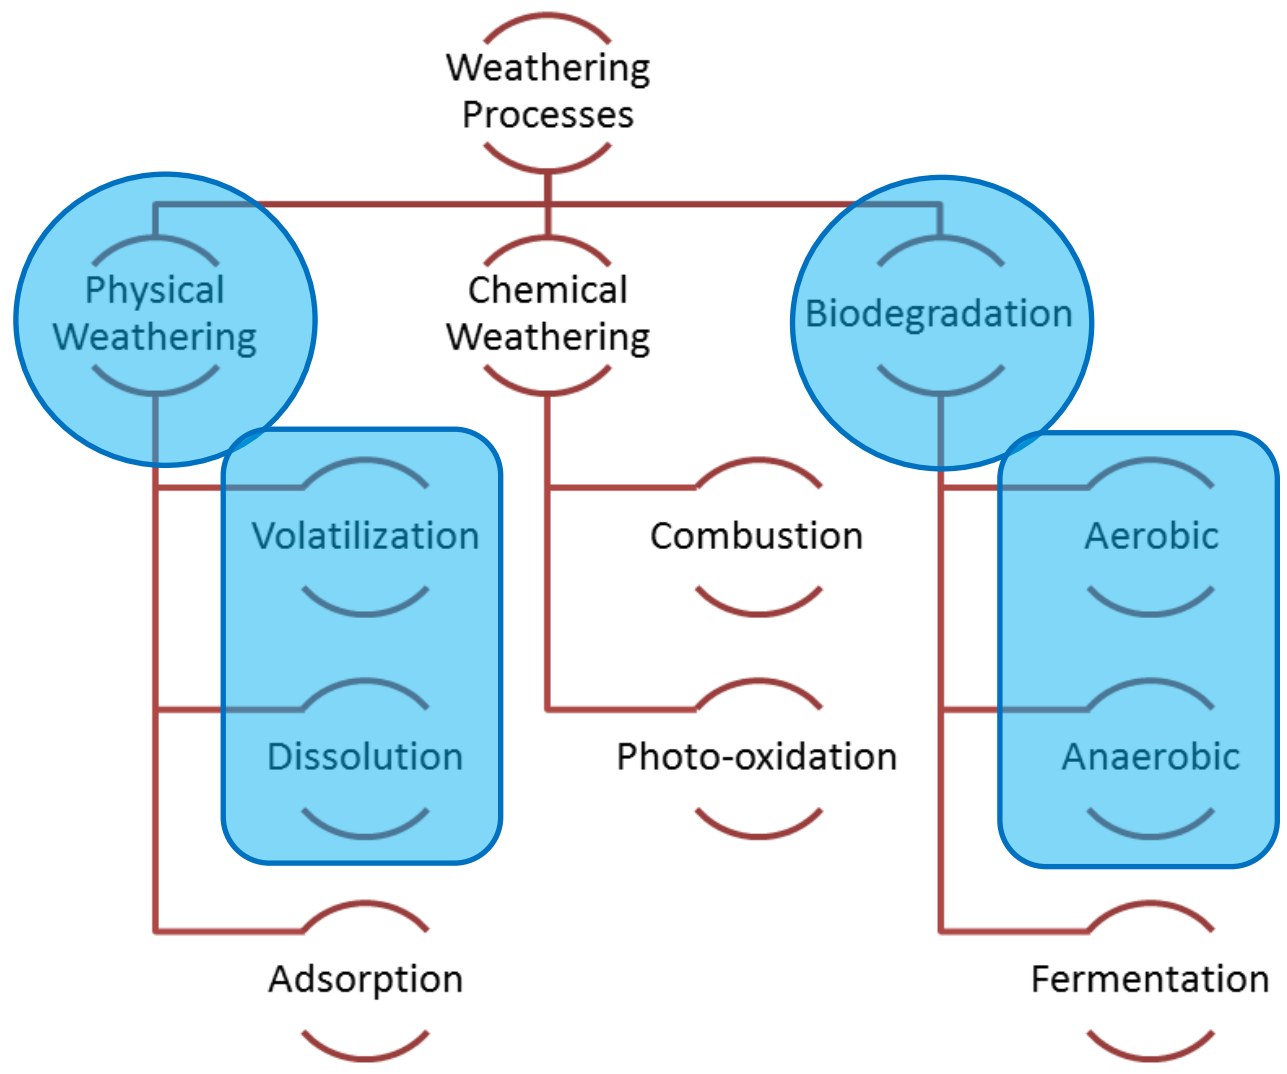 Weathering
Processes
Physical
Weathering
Chemical
Weathering
Biodegradation
Volatilization
Combustion
Aerobic
Dissolution
Photo-oxidation
Anaerobic
Adsorption
Fermentation